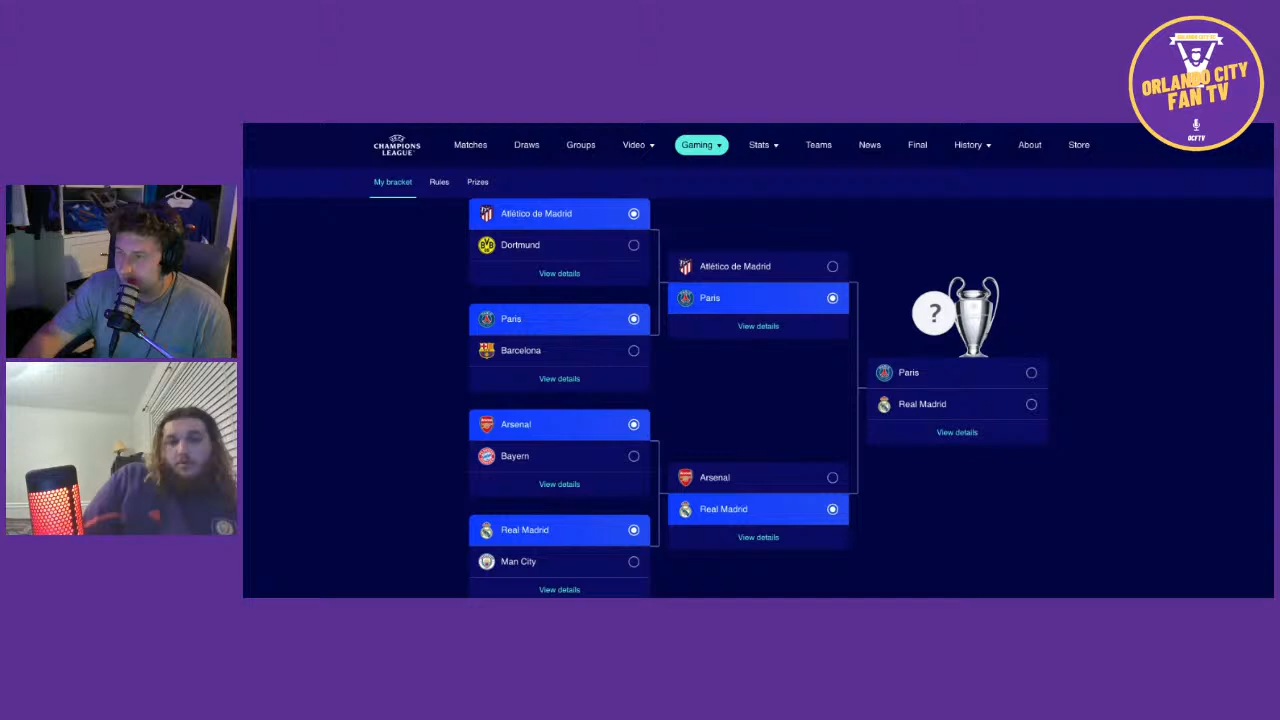 ORLANDO CITY
FAN TV
OCFTV
CHAMPIONS
LEAGUE
Matches
Draws
Groups
Video
Gaming
Stats
Teams
News
Final
History
About
Store
My bracket
Rules
Prizes
Atlético de Madrid
Dortmund
View details
Paris
Barcelona
View details
Arsenal
Bayern
View details
Real Madrid
Man City
View details
Atlético de Madrid
Paris
View details
Arsenal
Real Madrid
View details
?
Paris
Real Madrid
View details